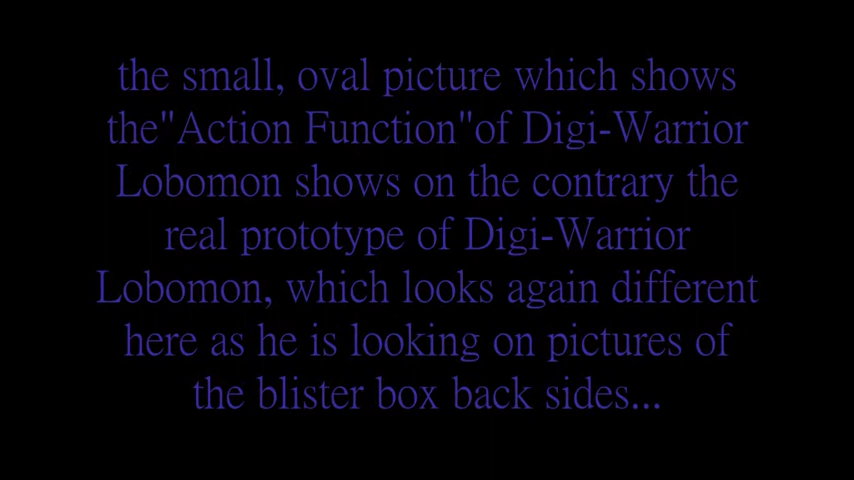 the small, oval picture which shows
the"Action Function"of Digi-Warrior
Lobomon shows on the contrary the
real prototype of Digi-Warrior
Lobomon, which looks again different
here as he is looking on pictures of
the blister box back sides...